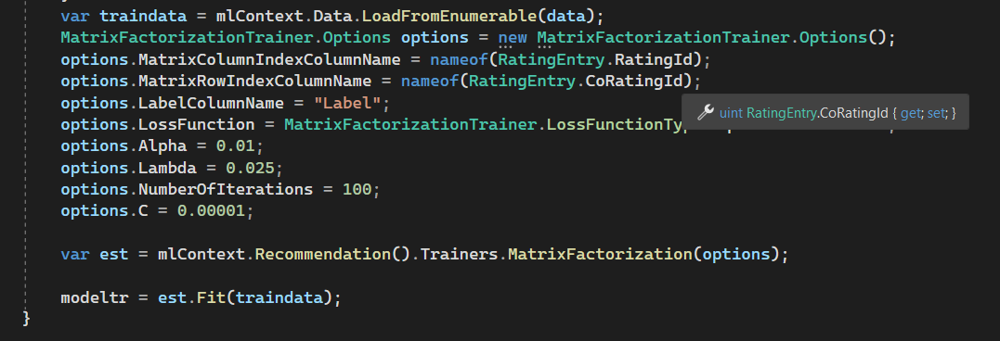 var traindata = mlContext.Data.LoadFromEnumerable(data);
MatrixFactorizationTrainer.Options options = new MatrixFactorizationTrainer.Options();
options.MatrixColumnIndexColumnName = nameof(RatingEntry.RatingId);
options.MatrixRowIndexColumnName = nameof(RatingEntry.CoRatingId);
options.LabelColumnName = "Label";
uint RatingEntry.CoRatingId { get; set; }
options.LossFunction = MatrixFactorizationTrainer.LossFunctionTyp
options.Alpha = 0.01;
options.Lambda = 0.025;
options.NumberOfIterations = 100;
options.C = 0.00001;
var est = mlContext.Recommendation().Trainers.MatrixFactorization(options);
modeltr = est.Fit(traindata);
}